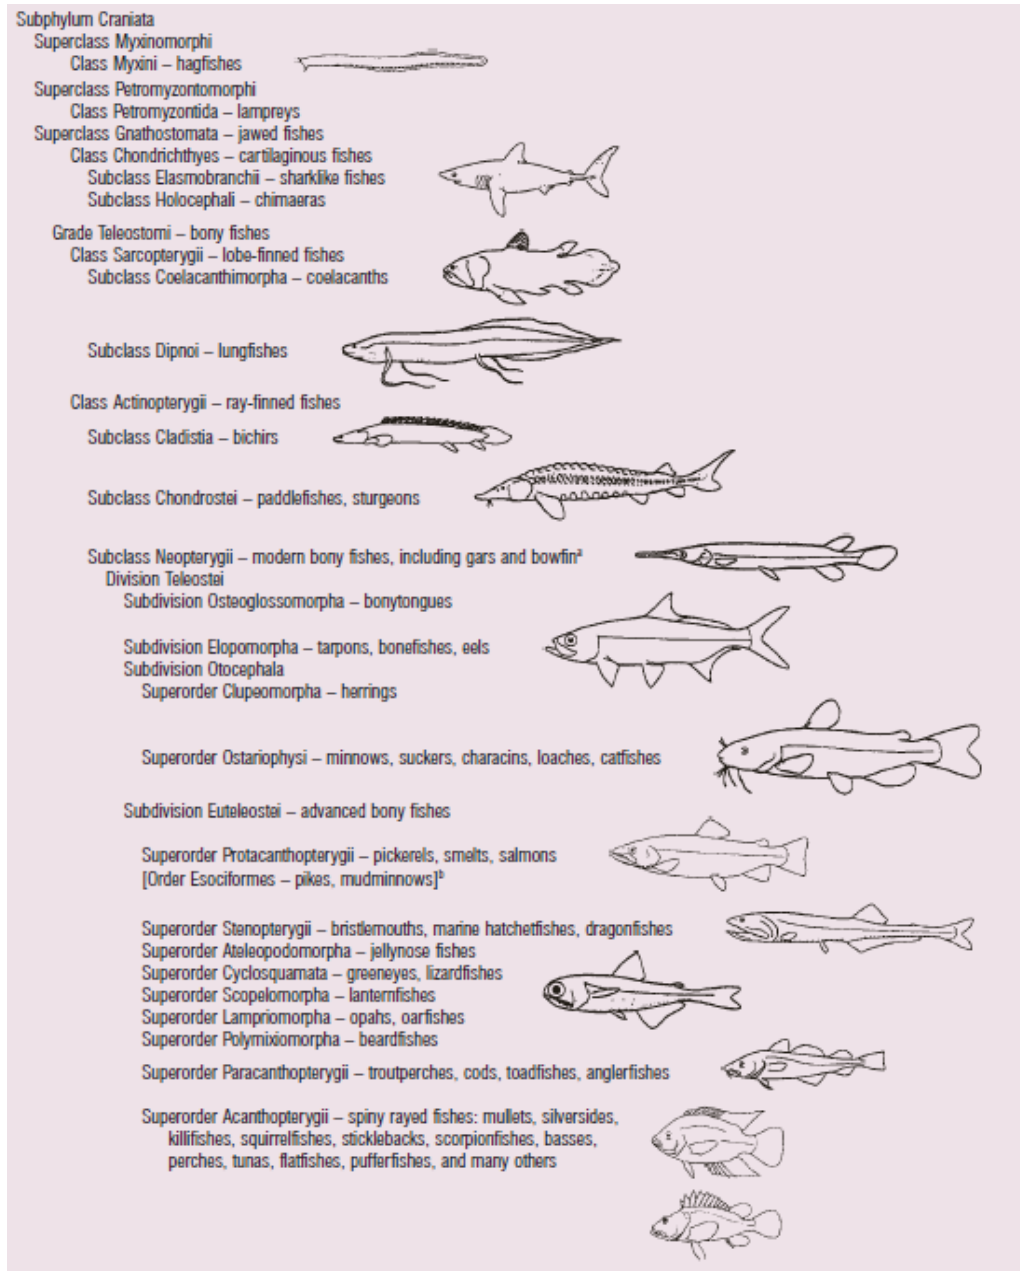 Subphylum Craniata
Superclass Myxinomorphi
Class Myxini – hagfishes
Superclass Petromyzontomorphi
Class Petromyzontida – lampreys
Superclass Gnathostomata – jawed fishes
Class Chondrichthyes – cartilaginous fishes
Subclass Elasmobranchii – sharklike fishes
Subclass Holocephali – chimaeras
Grade Teleostomi – bony fishes
Class Sarcopterygii – lobe-finned fishes
Subclass Coelacanthimorpha – coelacanths
Subclass Dipnoi – lungfishes
Class Actinopterygii – ray-finned fishes
Subclass Cladistia – bichirs
Subclass Chondrostei – paddlefishes, sturgeons
Subclass Neopterygii – modern bony fishes, including gars and bowfinª
Division Teleostei
Subdivision Osteoglossomorpha – bonytongues
Subdivision Elopomorpha – tarpons, bonefishes, eels
Subdivision Otocephala
Superorder Clupeomorpha – herrings
Superorder Ostariophysi – minnows, suckers, characins, loaches, catfishes
Subdivision Euteleostei – advanced bony fishes
Superorder Protacanthopterygii – pickerels, smelts, salmons
[Order Esociformes – pikes, mudminnows]ᵇ
Superorder Stenopterygii – bristlemouths, marine hatchetfishes, dragonfishes
Superorder Ateleopodomorpha – jellynose fishes
Superorder Cyclosquamata – greeneyes, lizardfishes
Superorder Scopelomorpha – lanternfishes
Superorder Lampriomorpha – opahs, oarfishes
Superorder Polymixiomorpha – beardfishes
Superorder Paracanthopterygii – troutperches, cods, toadfishes, anglerfishes
Superorder Acanthopterygii – spiny rayed fishes: mullets, silversides,
killifishes, squirrelfishes, sticklebacks, scorpionfishes, basses,
perches, tunas, flatfishes, pufferfishes, and many others